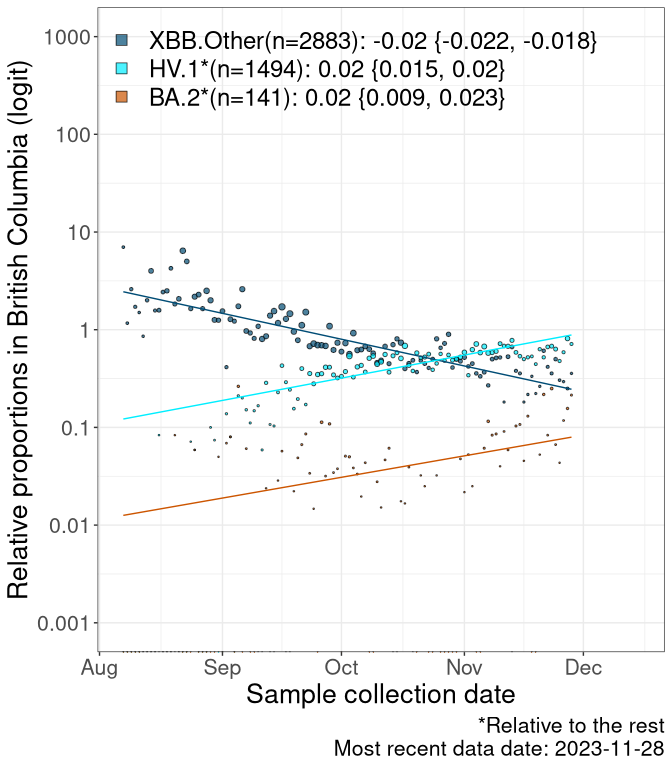 XBB.Other(n=2883): -0.02 {-0.022, -0.018}
HV.1*(n=1494): 0.02 {0.015, 0.02}
BA.2*(n=141): 0.02 {0.009, 0.023}
Relative proportions in British Columbia (logit)
1000
100
10
1
0.1
0.01
0.001
Aug Sep Oct Nov Dec
Sample collection date
*Relative to the rest
Most recent data date: 2023-11-28